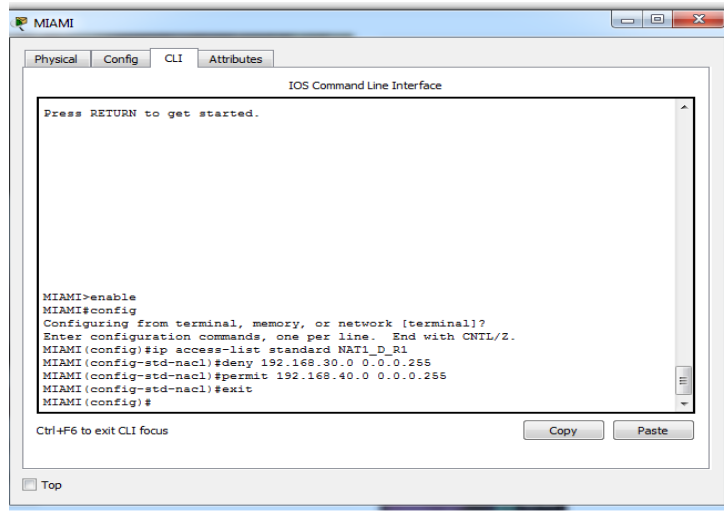 MIAMI
Physical Config CLI Attributes
IOS Command Line Interface
Press RETURN to get started.
MIAMI>enable
MIAMI#config
Configuring from terminal, memory, or network [terminal]?
Enter configuration commands, one per line.  End with CNTL/Z.
MIAMI(config)#ip access-list standard NAT1_D_R1
MIAMI(config-std-nacl)#deny 192.168.30.0 0.0.0.255
MIAMI(config-std-nacl)#permit 192.168.40.0 0.0.0.255
MIAMI(config-std-nacl)#exit
MIAMI(config)#
Ctrl+F6 to exit CLI focus Copy Paste
Top